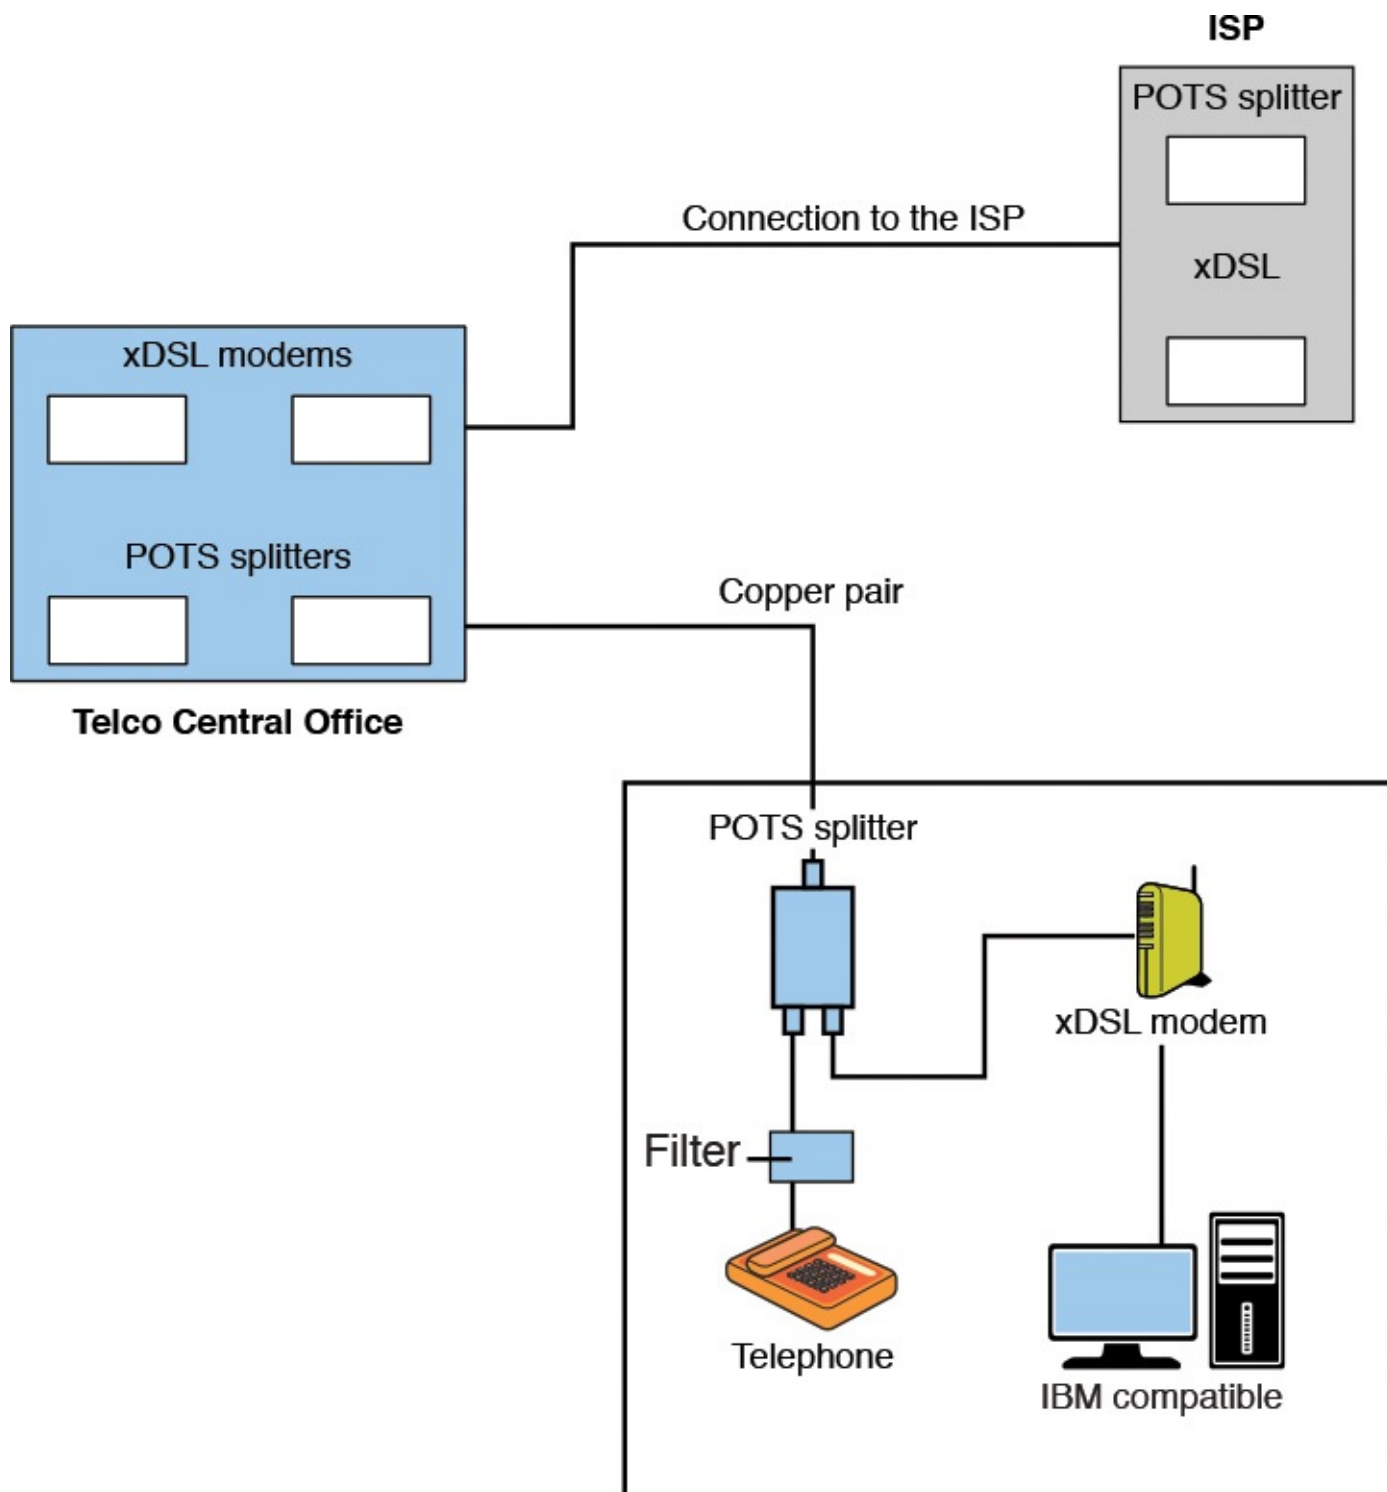 ISP
POTS splitter
Connection to the ISP
xDSL
xDSL modems
POTS splitters
Copper pair
Telco Central Office
POTS splitter
xDSL modem
Filter
Telephone
IBM compatible